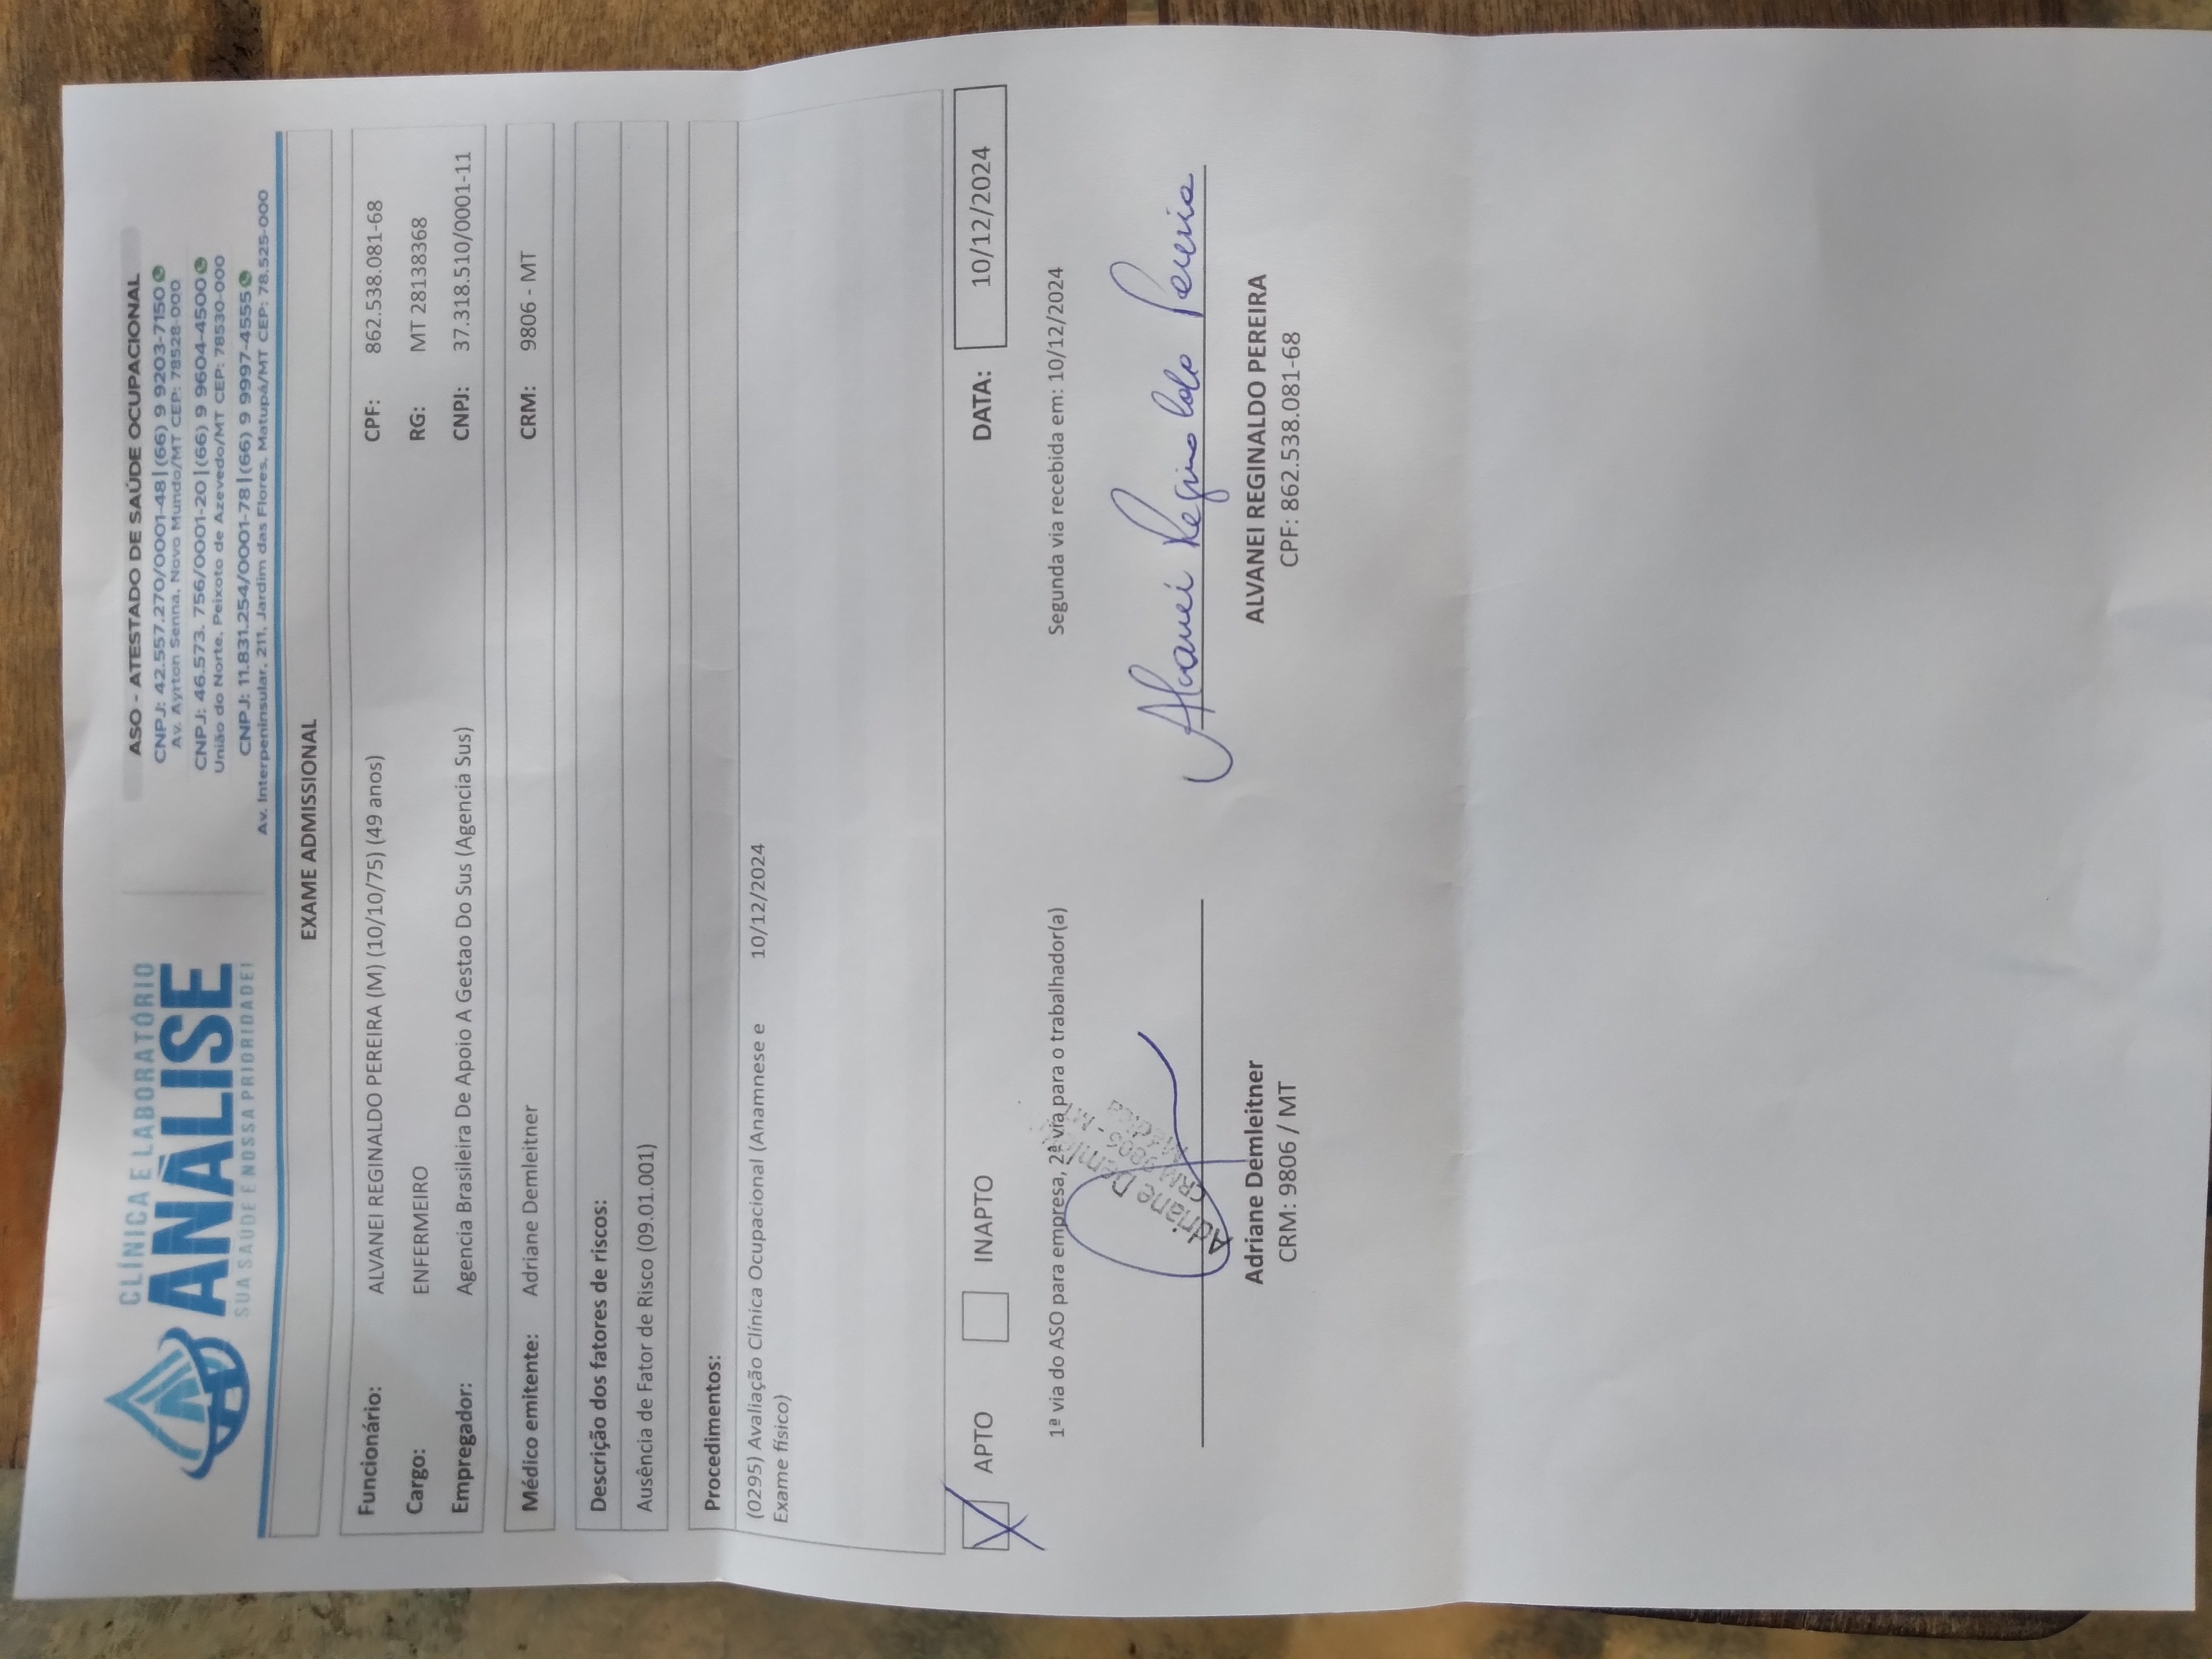 CLÍNICA E LABORATÓRIO
ANÁLISE
SUA SAÚDE É NOSSA PRIORIDADE!
ASO - ATESTADO DE SAÚDE OCUPACIONAL
CNPJ: 42.557.270/0001-48|(66) 9 9203-7150
Av. Ayrton Senna, Novo Mundo/MT CEP: 78528-000
CNPJ: 46.573. 756/0001-20|(66) 9 9604-4500
União do Norte, Peixoto de Azevedo/MT CEP: 78530-000
CNPJ: 11.831.254/0001-78|(66) 9 9997-4555
Av. Interpeninsular, 211, Jardim das Flores, Matupá/MT CEP: 78.525-000
EXAME ADMISSIONAL
Funcionário: ALVANEI REGINALDO PEREIRA (M) (10/10/75) (49 anos) CPF: 862.538.081-68
Cargo: ENFERMEIRO RG: MT 28138368
Empregador: Agencia Brasileira De Apoio A Gestao Do Sus (Agencia Sus) CNPJ: 37.318.510/0001-11
Médico emitente: Adriane Demleitner CRM: 9806 - MT
Descrição dos fatores de riscos:
Ausência de Fator de Risco (09.01.001)
Procedimentos:
(0295) Avaliação Clínica Ocupacional (Anamnese e 10/12/2024
Exame físico)
APTO INAPTO DATA: 10/12/2024
1ª via do ASO para empresa, 2ª via para o trabalhador(a) Segunda via recebida em: 10/12/2024
Adriane Demleitner
CRM 9806 - MT
Médica
Alvanei Reginaldo Pereira
Adriane Demleitner ALVANEI REGINALDO PEREIRA
CRM: 9806 / MT CPF: 862.538.081-68